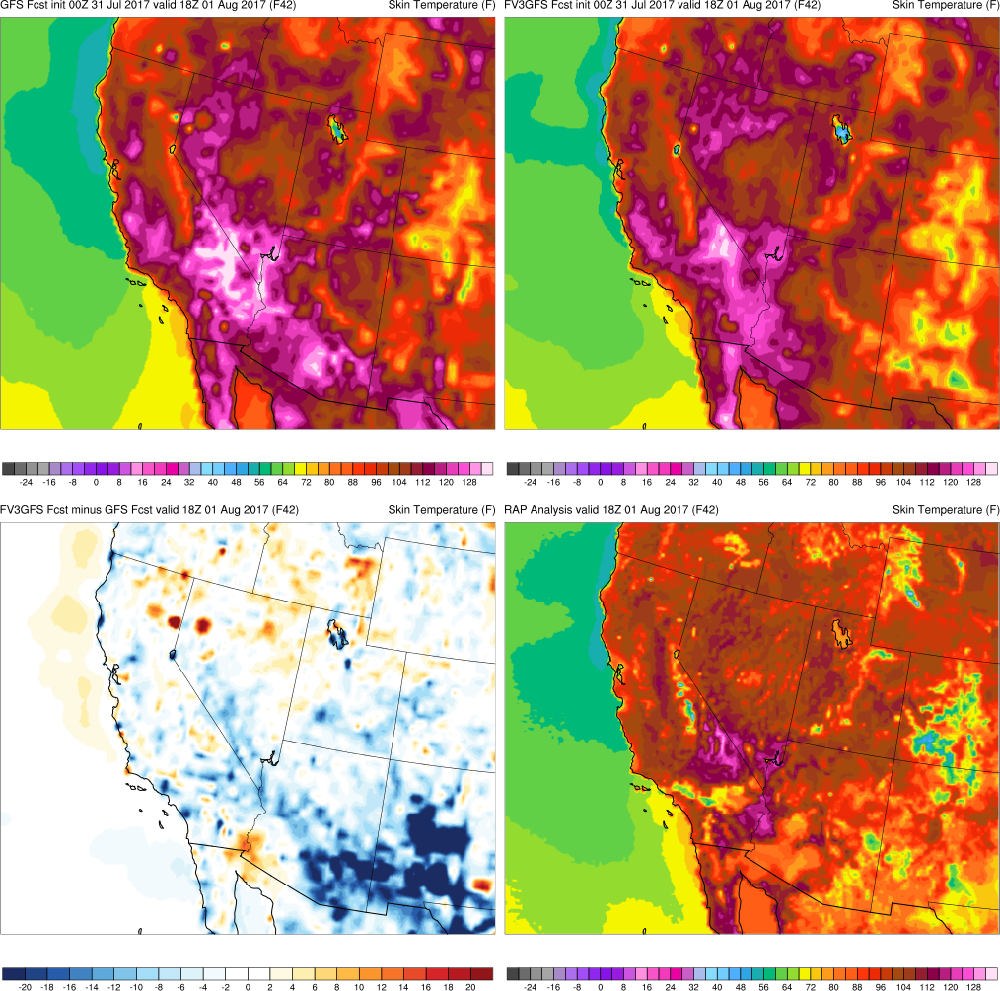 GFS Fcst init 00Z 31 Jul 2017 valid 18Z 01 Aug 2017 (F42) Skin Temperature (F)
FV3GFS Fcst init 00Z 31 Jul 2017 valid 18Z 01 Aug 2017 (F42) Skin Temperature (F)
-24 -16 -8 0 8 16 24 32 40 48 56 64 72 80 88 96 104 112 120 128
-24 -16 -8 0 8 16 24 32 40 48 56 64 72 80 88 96 104 112 120 128
FV3GFS Fcst minus GFS Fcst valid 18Z 01 Aug 2017 (F42) Skin Temperature (F)
RAP Analysis valid 18Z 01 Aug 2017 (F42) Skin Temperature (F)
-20 -18 -16 -14 -12 -10 -8 -6 -4 -2 0 2 4 6 8 10 12 14 16 18 20
-24 -16 -8 0 8 16 24 32 40 48 56 64 72 80 88 96 104 112 120 128